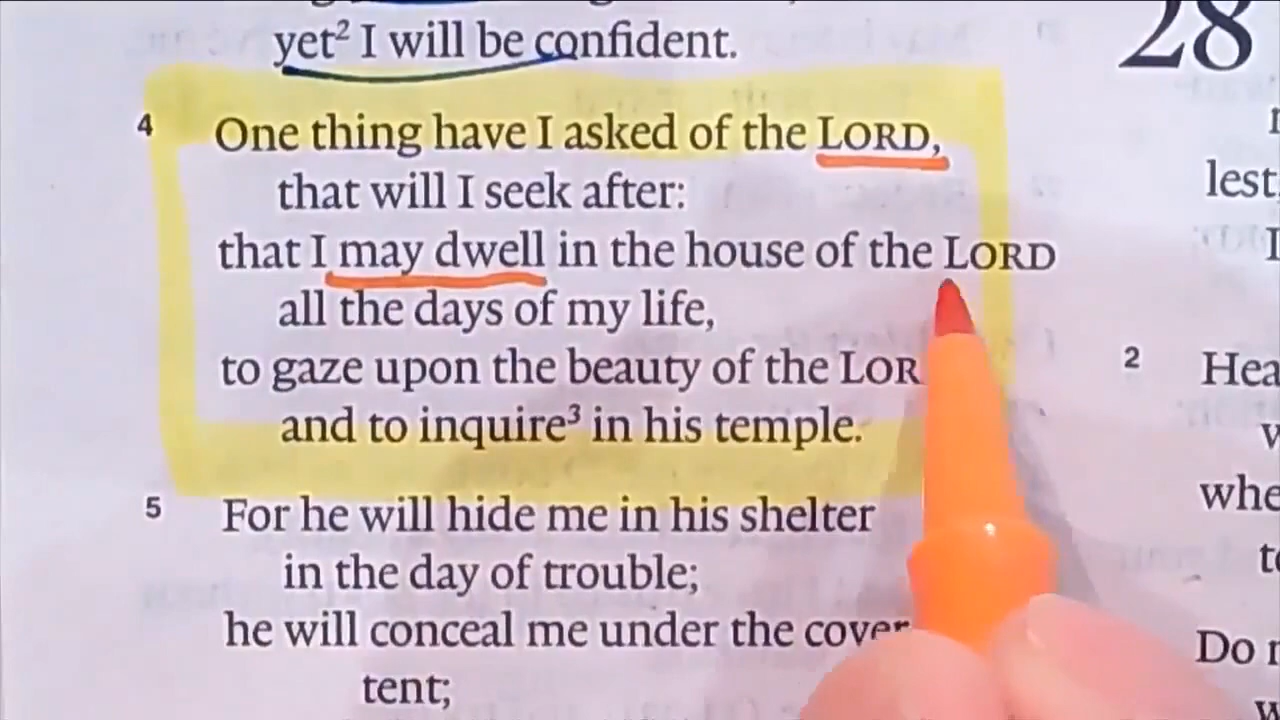 yet² I will be confident.
4 One thing have I asked of the LORD,
that will I seek after:
that I may dwell in the house of the LORD
all the days of my life,
to gaze upon the beauty of the LOR
and to inquire³ in his temple.
5 For he will hide me in his shelter
in the day of trouble;
he will conceal me under the cover
tent;
28
lest
2 Hea
whe
Do